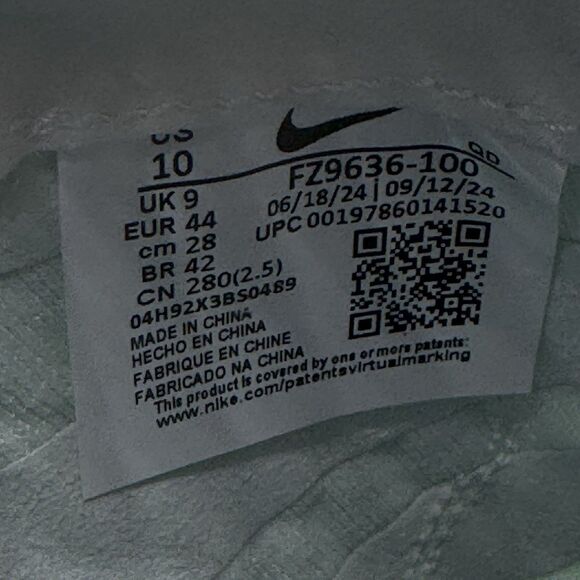 US
10
UK 9
EUR 44
cm 28
BR 42
CN 280(2.5)
04H92X3BS0489
MADE IN CHINA
HECHO EN CHINA
FABRIQUE EN CHINE
FABRICADO NA CHINA
This product is covered by one or more patents:
www.nike.com/patentsvirtualmarking
QD
FZ9636-100
06/18/24 | 09/12/24
UPC 00197860141520